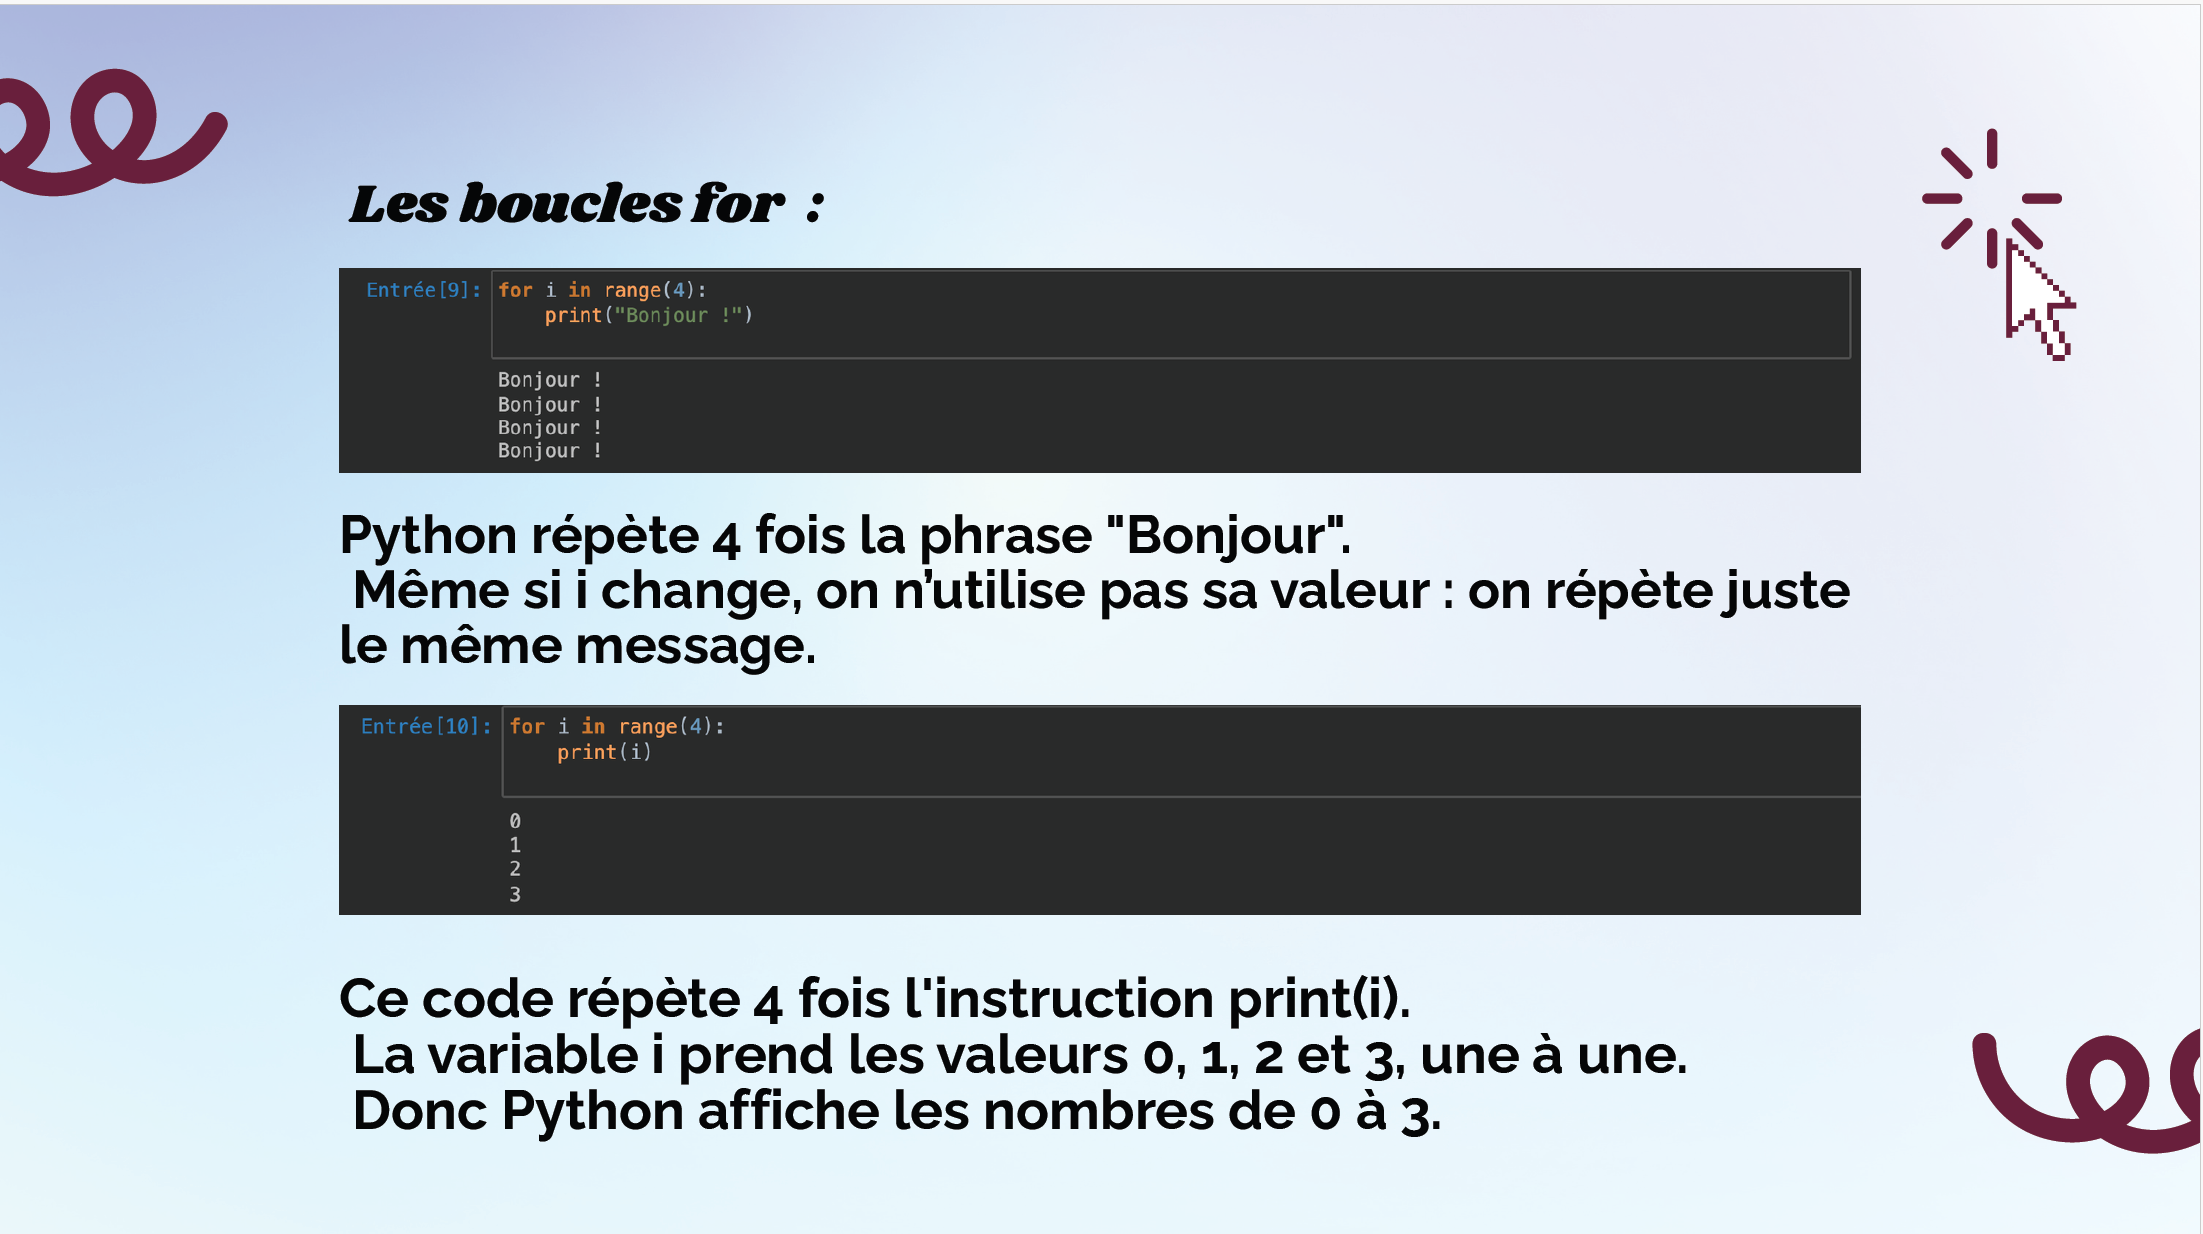 Les boucles for :
Entrée[9]: for i in range(4):
    print("Bonjour !")
Bonjour !
Bonjour !
Bonjour !
Bonjour !
Python répète 4 fois la phrase "Bonjour".
Même si i change, on n’utilise pas sa valeur : on répète juste
le même message.
Entrée[10]: for i in range(4):
    print(i)
0
1
2
3
Ce code répète 4 fois l'instruction print(i).
La variable i prend les valeurs 0, 1, 2 et 3, une à une.
Donc Python affiche les nombres de 0 à 3.